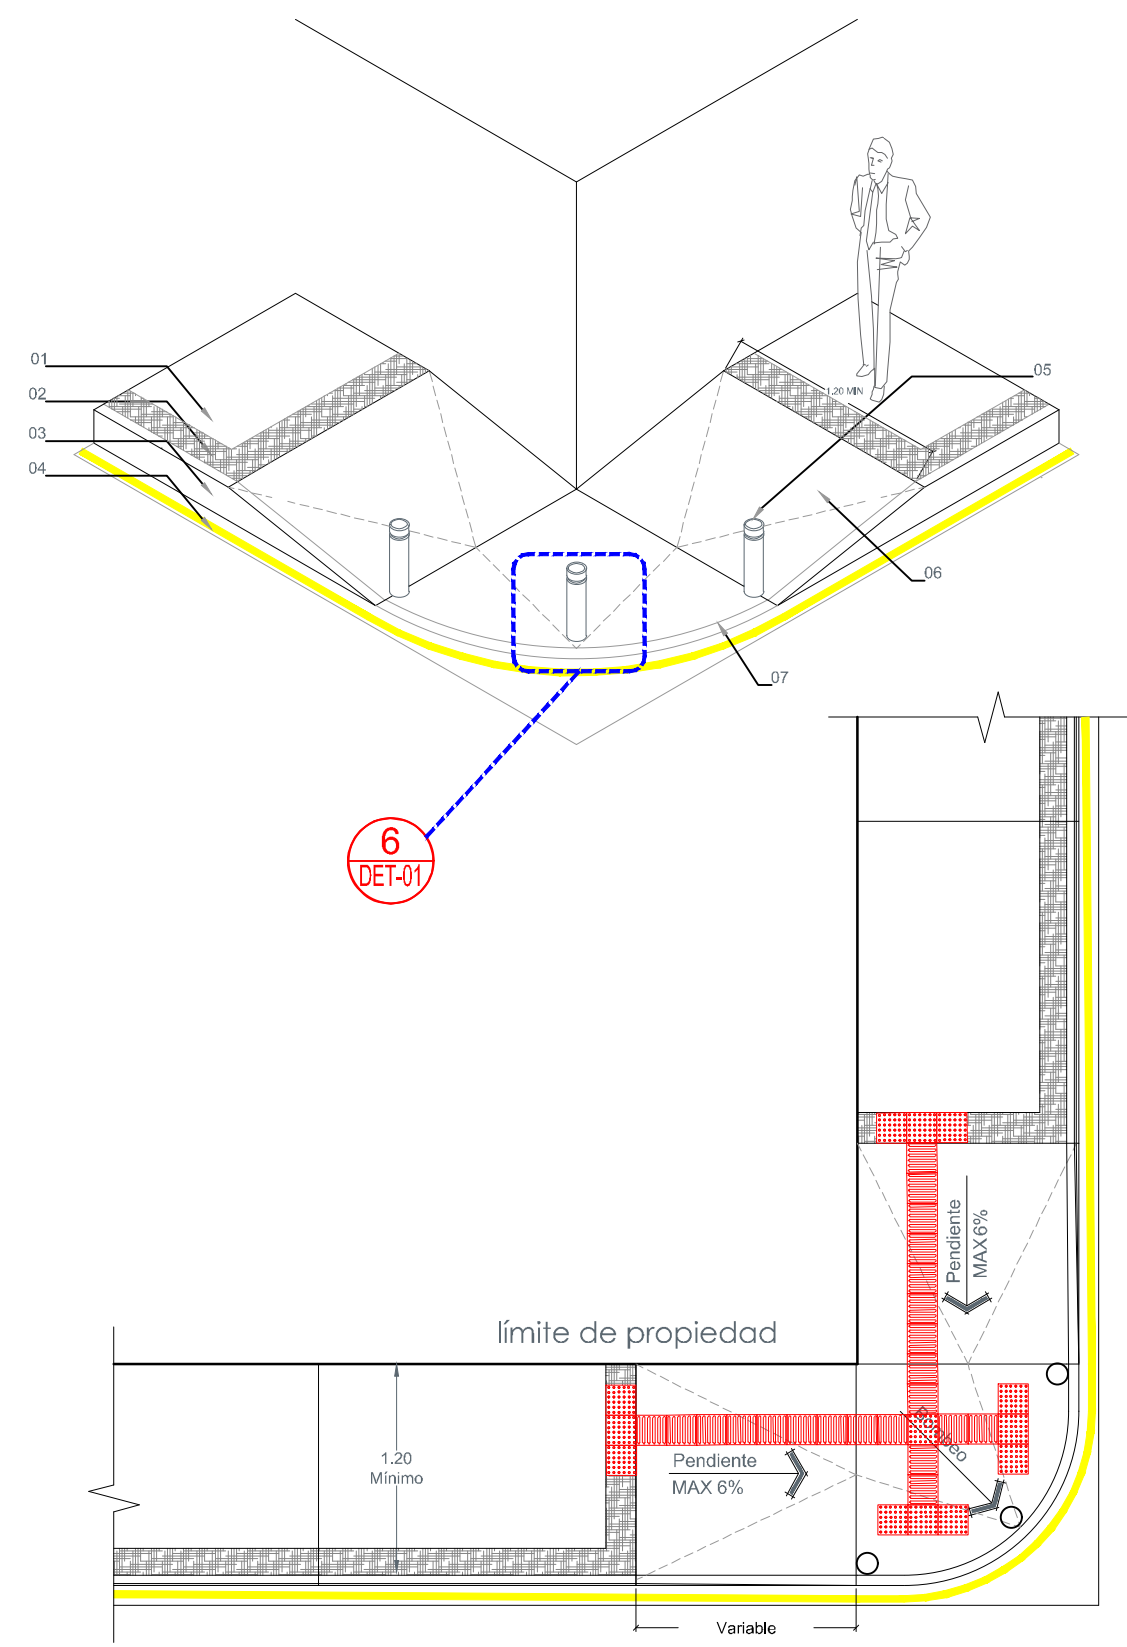 01
02
03
04
05
1.20 MIN
06
07
6
DET-01
Pendiente
MAX 6%
límite de propiedad
1.20
Mínimo
Pendiente
MAX 6%
Bombeo
Variable